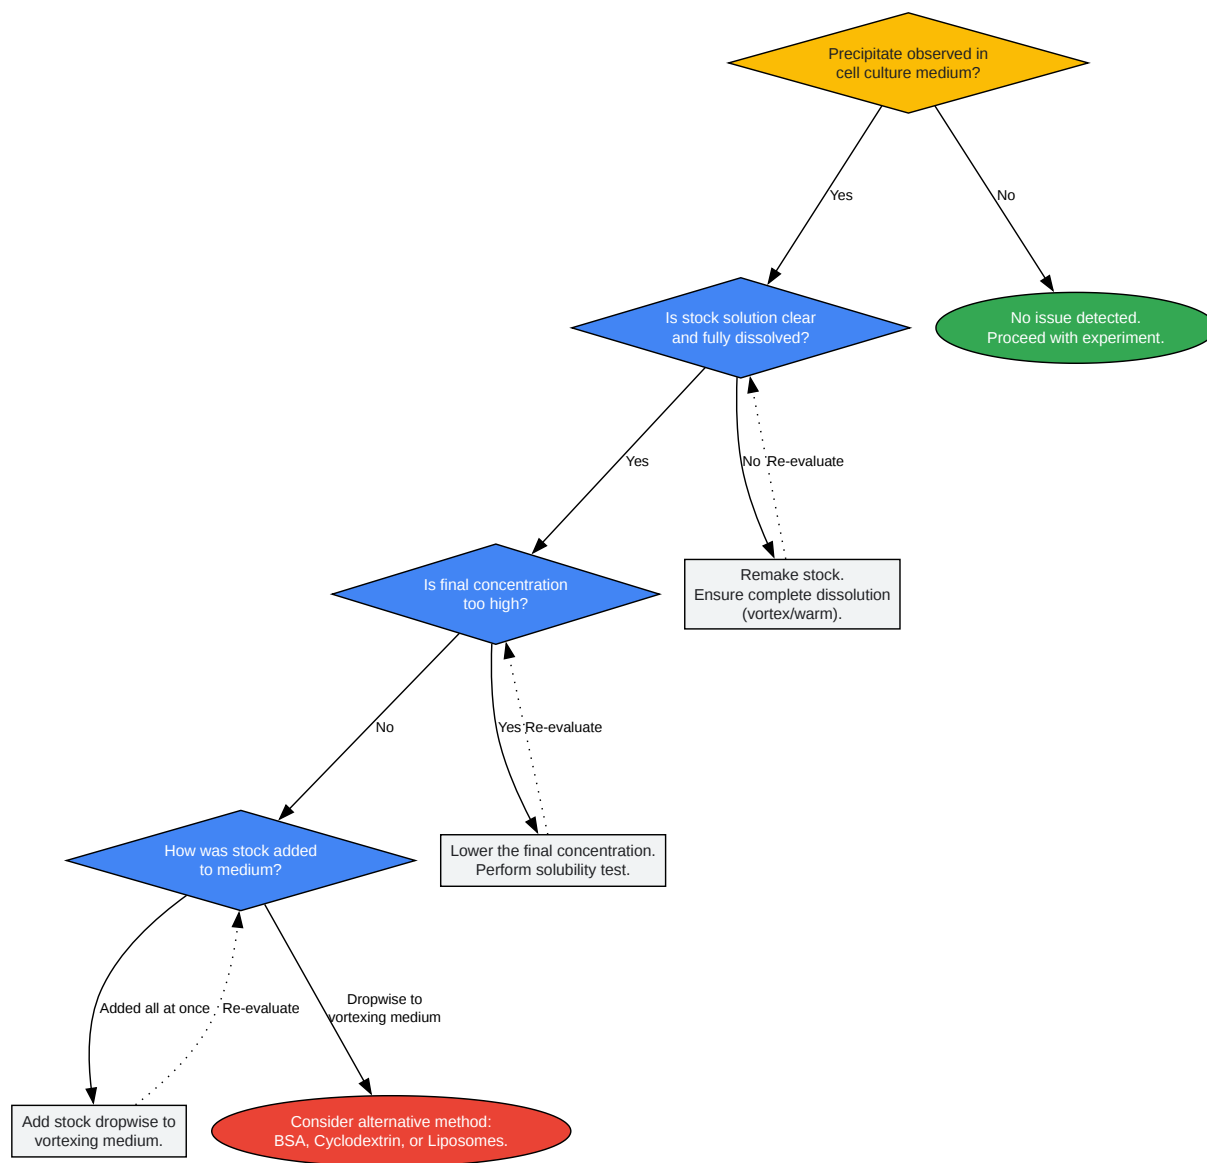 Precipitate observed in
cell culture medium?
Yes
No
Is stock solution clear
and fully dissolved?
No issue detected.
Proceed with experiment.
Yes
No
Re-evaluate
Is final concentration
too high?
Remake stock.
Ensure complete dissolution
(vortex/warm).
No
Yes
Re-evaluate
How was stock added
to medium?
Lower the final concentration.
Perform solubility test.
Added all at once
Re-evaluate
Dropwise to
vortexing medium
Add stock dropwise to
vortexing medium.
Consider alternative method:
BSA, Cyclodextrin, or Liposomes.